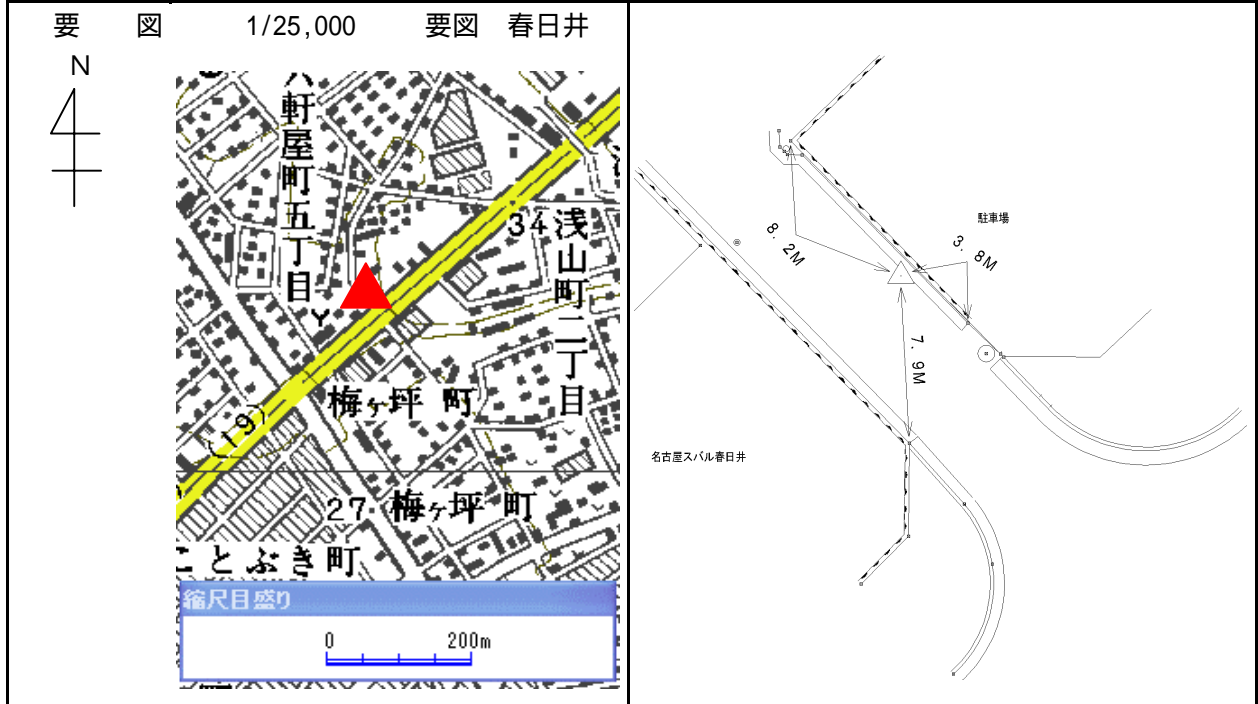 要 図 1/25,000 要図 春日井
N
六軒屋町五丁目
34
浅山町二丁目
梅ヶ坪町
(19)
27
梅ヶ坪町
ことぶき町
縮尺目盛り
0 200m
駐車場
8.2M
3.8M
7.9M
名古屋スバル春日井